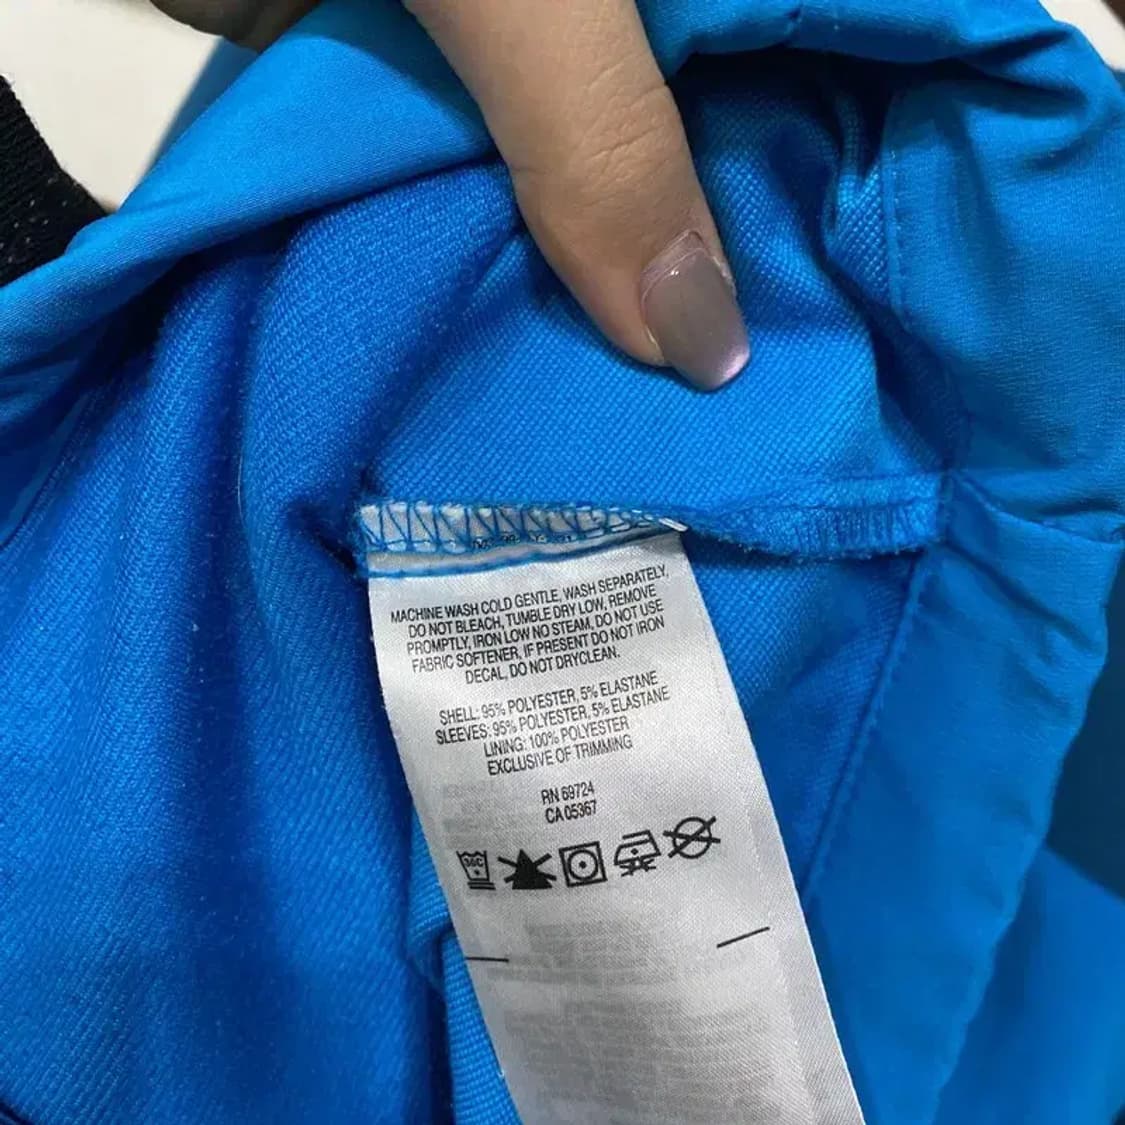 MACHINE WASH COLD GENTLE, WASH SEPARATELY,
DO NOT BLEACH, TUMBLE DRY LOW, REMOVE
PROMPTLY, IRON LOW NO STEAM, DO NOT USE
FABRIC SOFTENER, IF PRESENT DO NOT IRON
DECAL, DO NOT DRYCLEAN.
SHELL: 95% POLYESTER, 5% ELASTANE
SLEEVES: 95% POLYESTER, 5% ELASTANE
LINING: 100% POLYESTER
EXCLUSIVE OF TRIMMING
RN 69724
CA 05367
30C